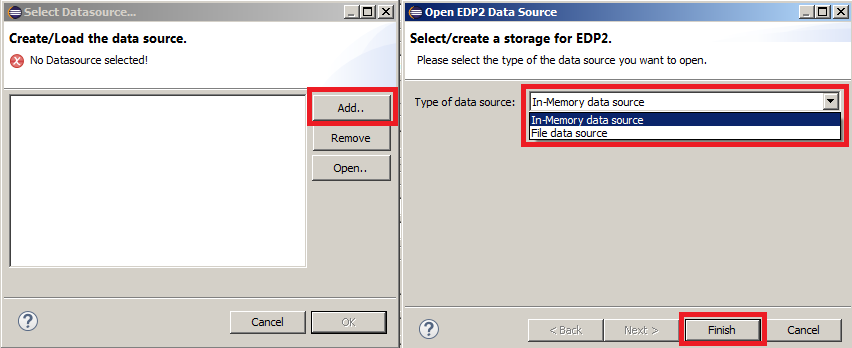 Select Datasource...
Create/Load the data source.
No Datasource selected!
Add..
Remove
Open..
?
Cancel
OK
Open EDP2 Data Source
Select/create a storage for EDP2.
Please select the type of the data source you want to open.
Type of data source:
In-Memory data source
In-Memory data source
File data source
?
< Back
Next >
Finish
Cancel